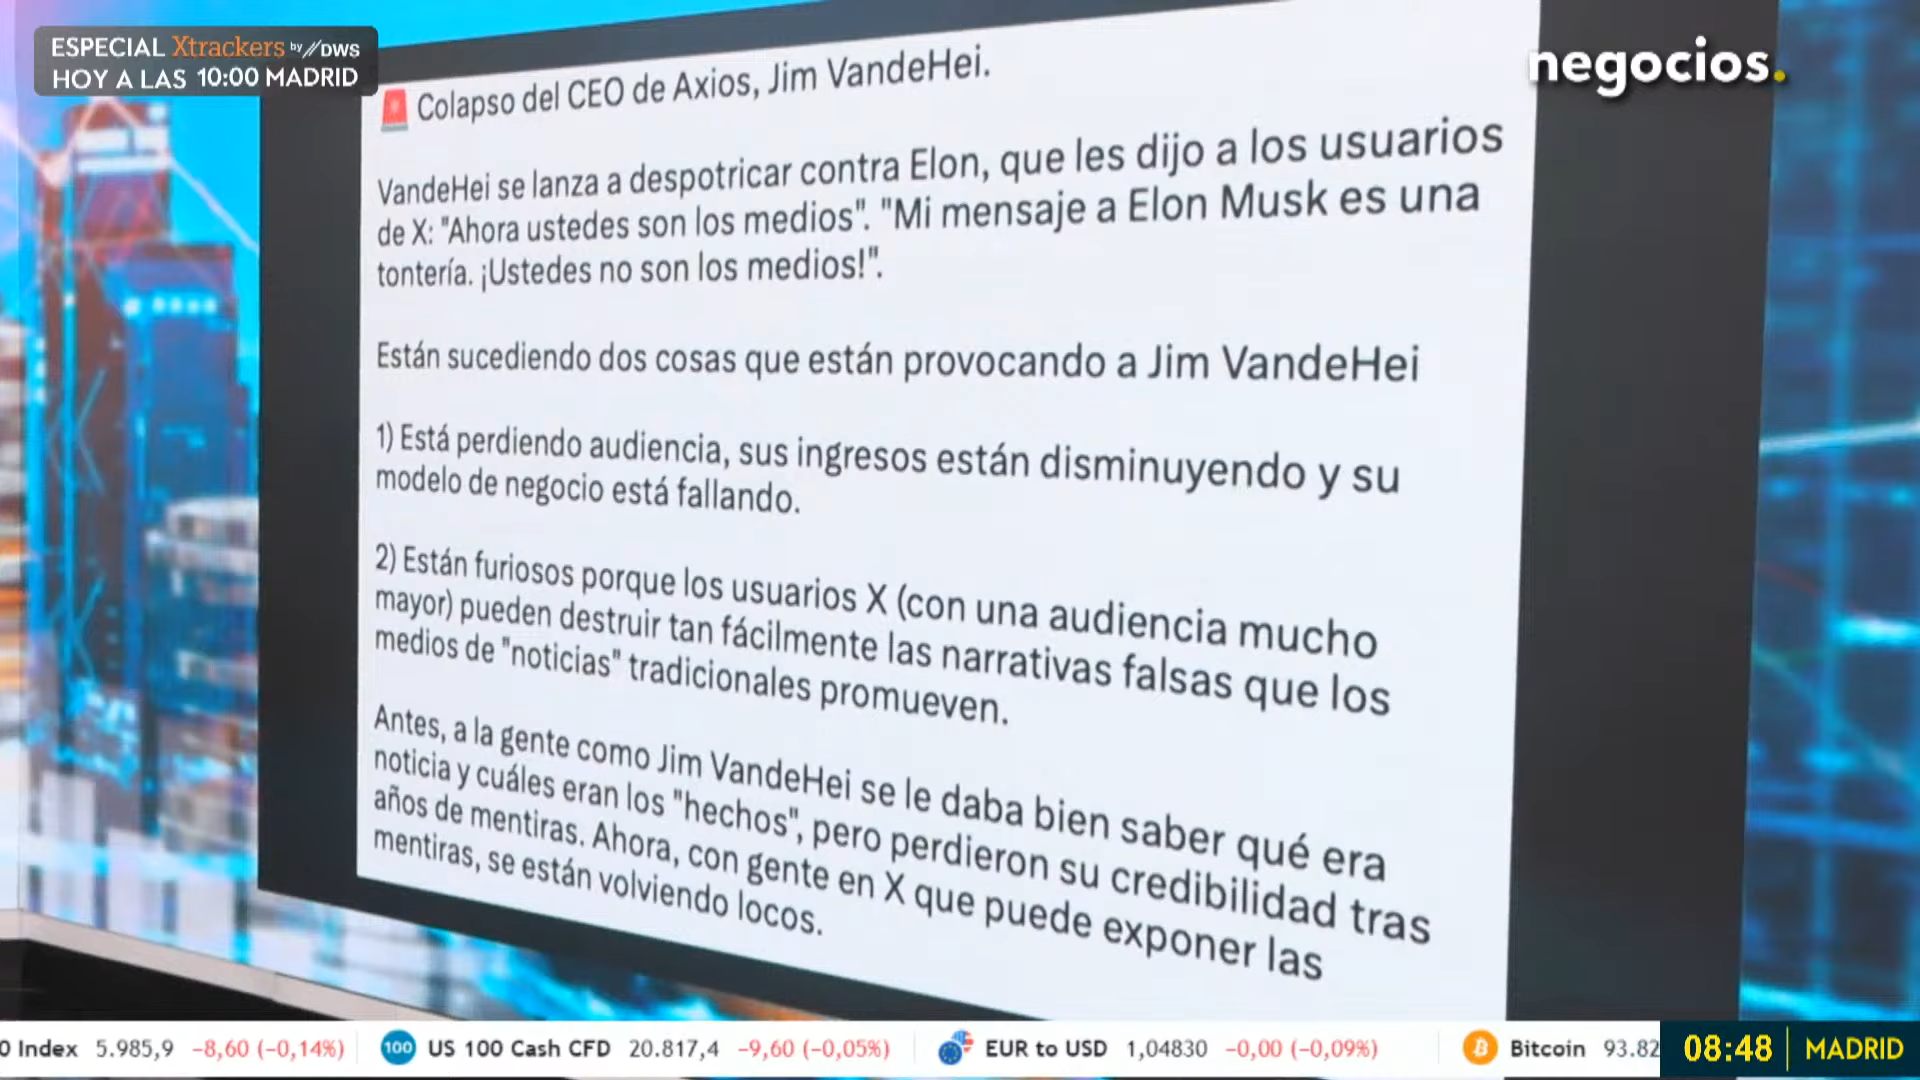 ESPECIAL Xtrackers by DWS
HOY A LAS 10:00 MADRID
negocios.
Colapso del CEO de Axios, Jim VandeHei.
VandeHei se lanza a despotricar contra Elon, que les dijo a los usuarios
de X: "Ahora ustedes son los medios". "Mi mensaje a Elon Musk es una
tontería. ¡Ustedes no son los medios!".
Están sucediendo dos cosas que están provocando a Jim VandeHei
1) Está perdiendo audiencia, sus ingresos están disminuyendo y su
modelo de negocio está fallando.
2) Están furiosos porque los usuarios X (con una audiencia mucho
mayor) pueden destruir tan fácilmente las narrativas falsas que los
medios de "noticias" tradicionales promueven.
Antes, a la gente como Jim VandeHei se le daba bien saber qué era
noticia y cuáles eran los "hechos", pero perdieron su credibilidad tras
años de mentiras. Ahora, con gente en X que puede exponer las
mentiras, se están volviendo locos.
0 Index 5.985,9 -8,60 (-0,14%) 100 US 100 Cash CFD 20.817,4 -9,60 (-0,05%) EUR to USD 1,04830 -0,00 (-0,09%) Bitcoin 93.82 08:48 MADRID